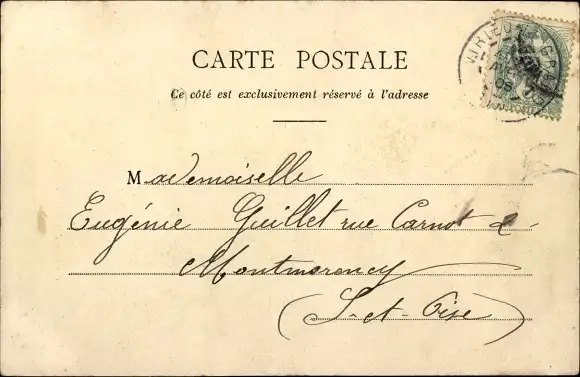 CARTE POSTALE
Ce côté est exclusivement réservé à l'adresse
Mademoiselle
Eugénie Guillet rue Carnot à
Montmorency
(S-et-Oise)